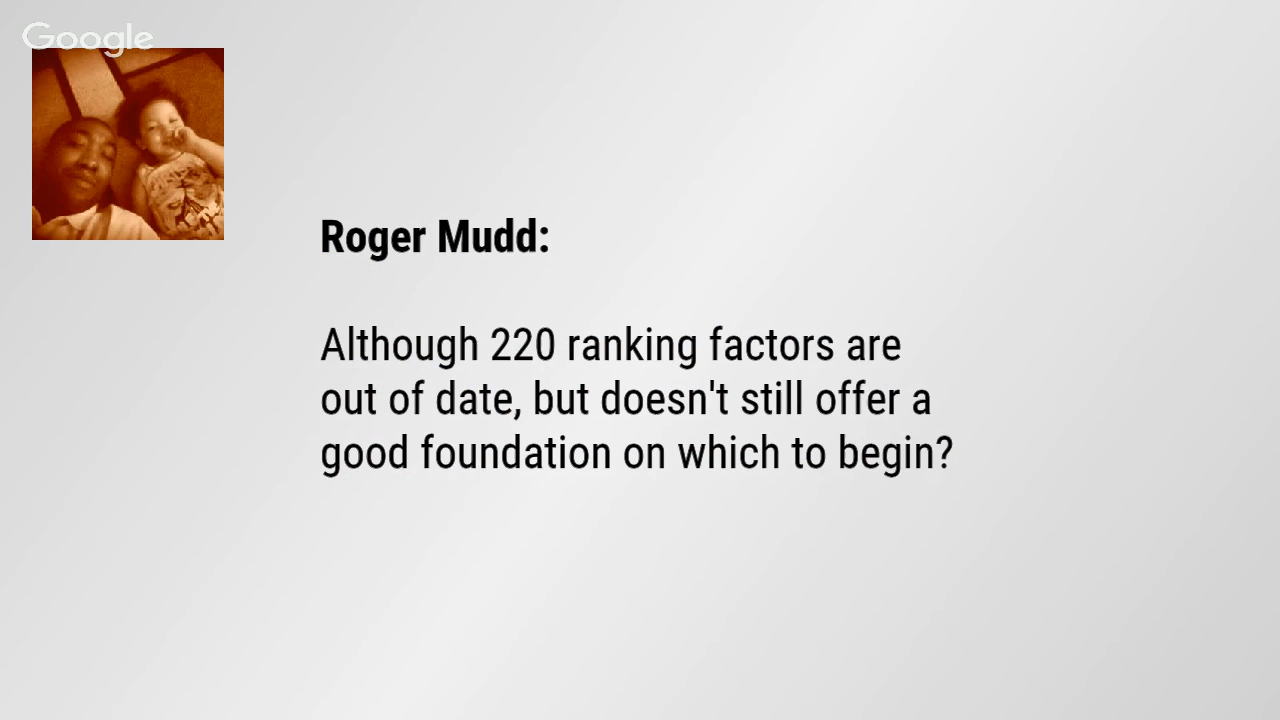 Google
Roger Mudd:
Although 220 ranking factors are
out of date, but doesn't still offer a
good foundation on which to begin?